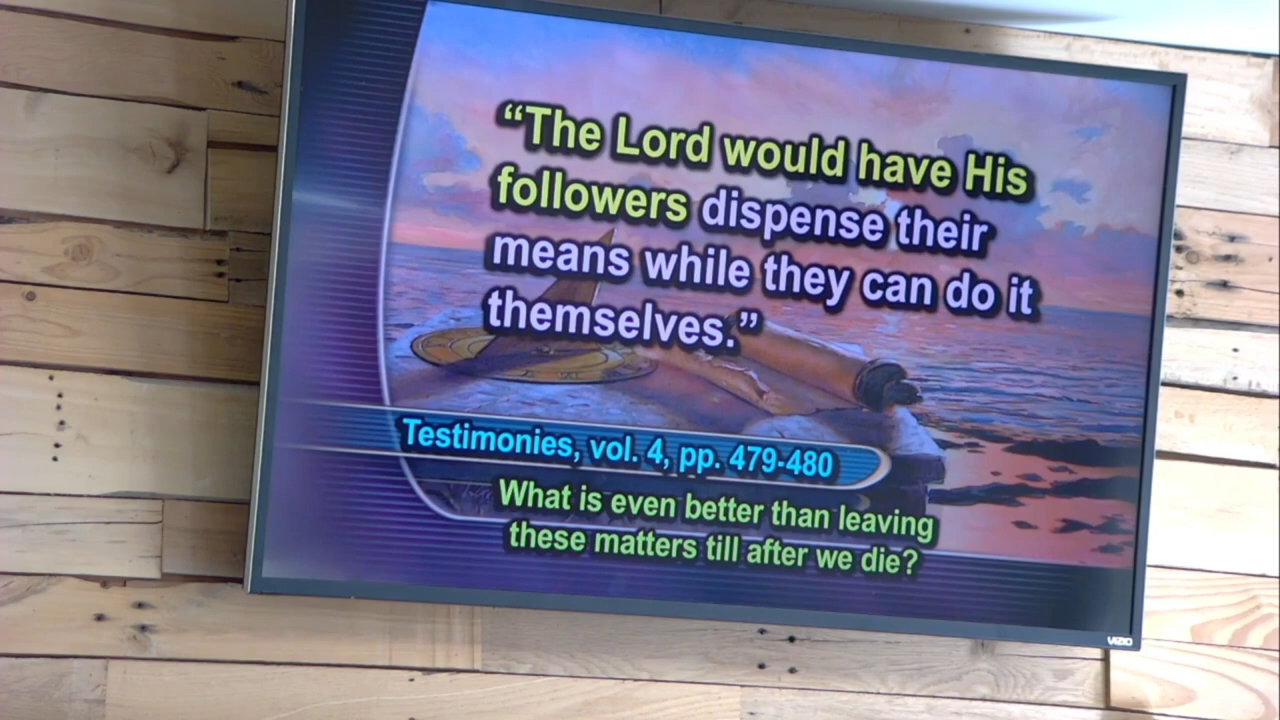 “The Lord would have His
followers dispense their
means while they can do it
themselves.”
Testimonies, vol. 4, pp. 479-480
What is even better than leaving
these matters till after we die?
VIZIO